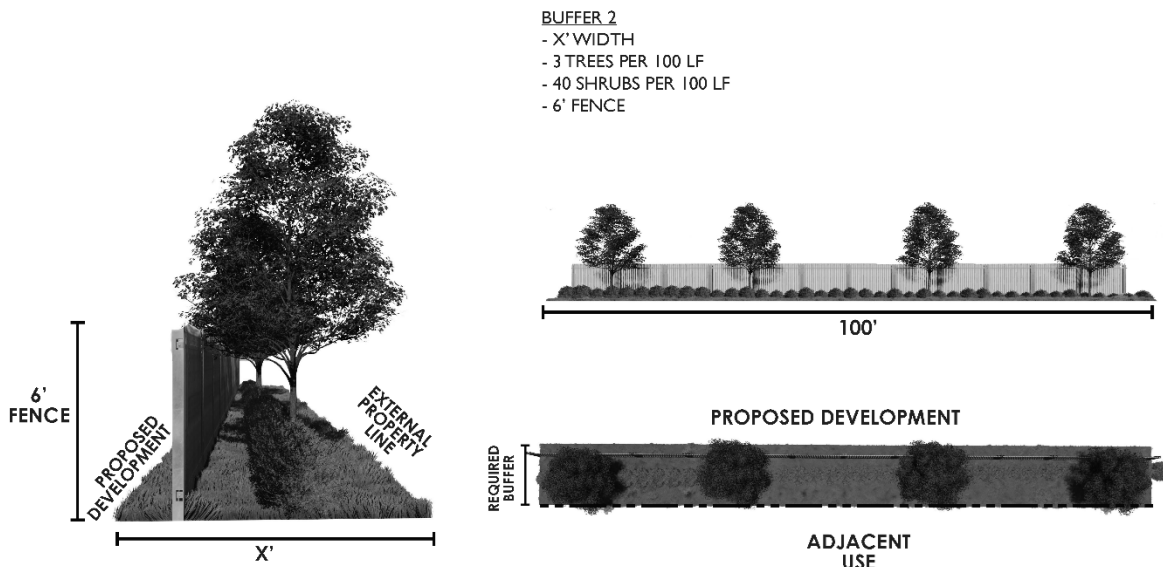 BUFFER 2
- X' WIDTH
- 3 TREES PER 100 LF
- 40 SHRUBS PER 100 LF
- 6' FENCE
6'
FENCE
PROPOSED
DEVELOPMENT
EXTERNAL
PROPERTY
LINE
X'
100'
PROPOSED DEVELOPMENT
REQUIRED
BUFFER
ADJACENT
USE